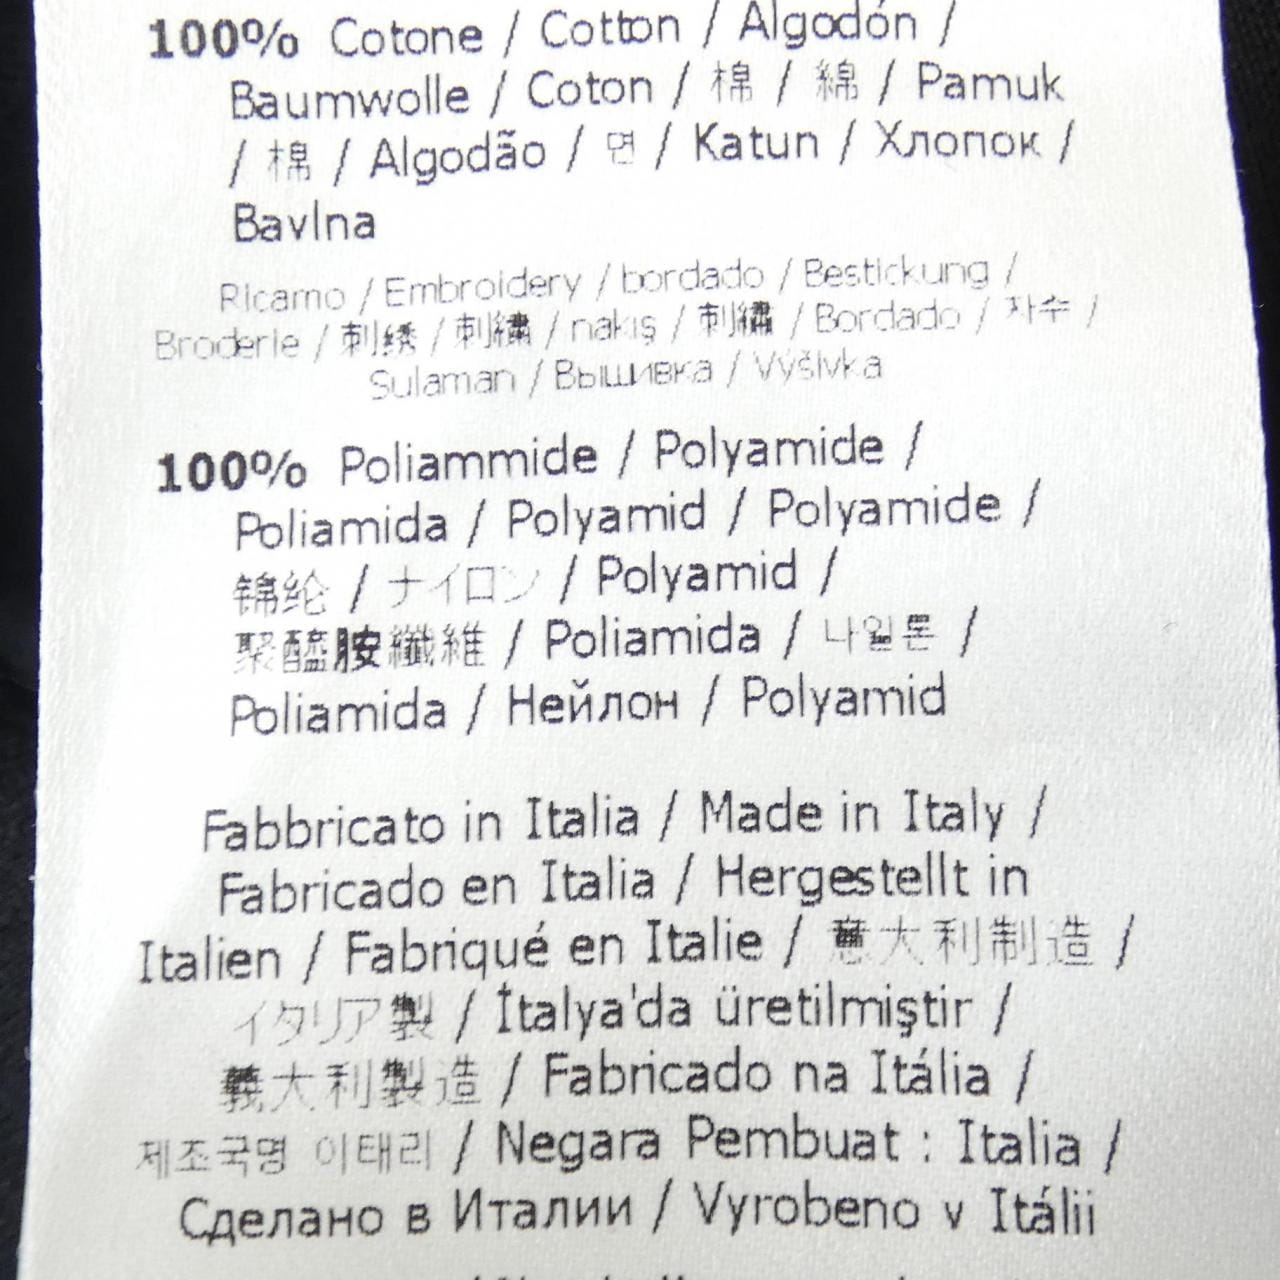 100% Cotone / Cotton / Algodón /
Baumwolle / Coton / 棉 / 綿 / Pamuk
/ 棉 / Algodão / 면 / Katun / Хлопок /
Bavlna
Ricamo / Embroidery / bordado / Bestickung /
Broderie / 刺绣 / 刺繍 / nakış / 刺繡 / Bordado / 자수 /
Sulaman / Вышивка / Výšivka
100% Poliammide / Polyamide /
Poliamida / Polyamid / Polyamide /
锦纶 / ナイロン / Polyamid /
聚醯胺纖維 / Poliamida / 나일론 /
Poliamida / Нейлон / Polyamid
Fabbricato in Italia / Made in Italy /
Fabricado en Italia / Hergestellt in
Italien / Fabriqué en Italie / 意大利制造 /
イタリア製 / İtalya'da üretilmiştir /
義大利製造 / Fabricado na Itália /
제조국명 이태리 / Negara Pembuat : Italia /
Сделано в Италии / Vyrobeno v Itálii